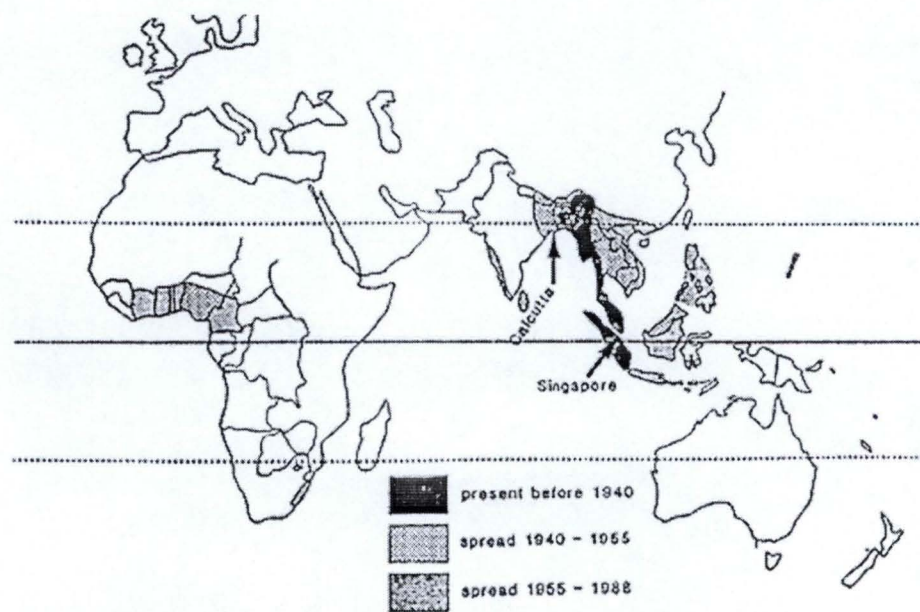 Calcutta
Singapore
present before 1940
spread 1940 - 1955
spread 1955 - 1988